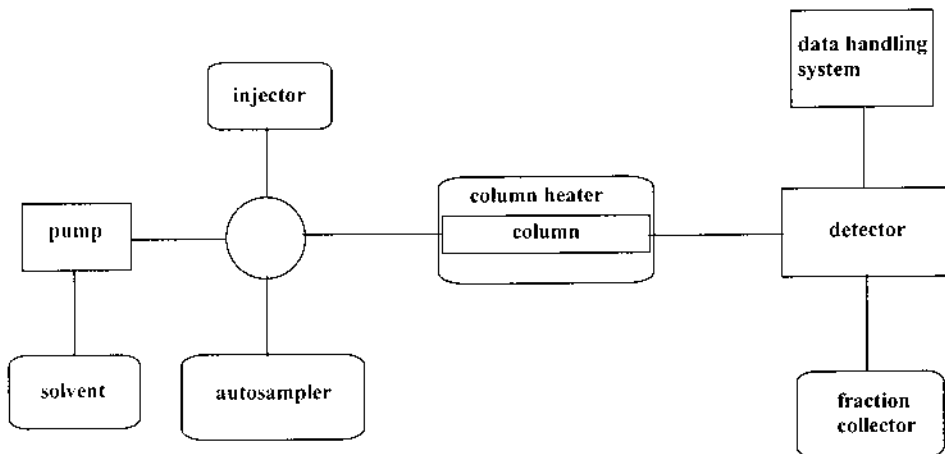 data handling
system
injector
column heater
column
pump
detector
solvent
autosampler
fraction
collector